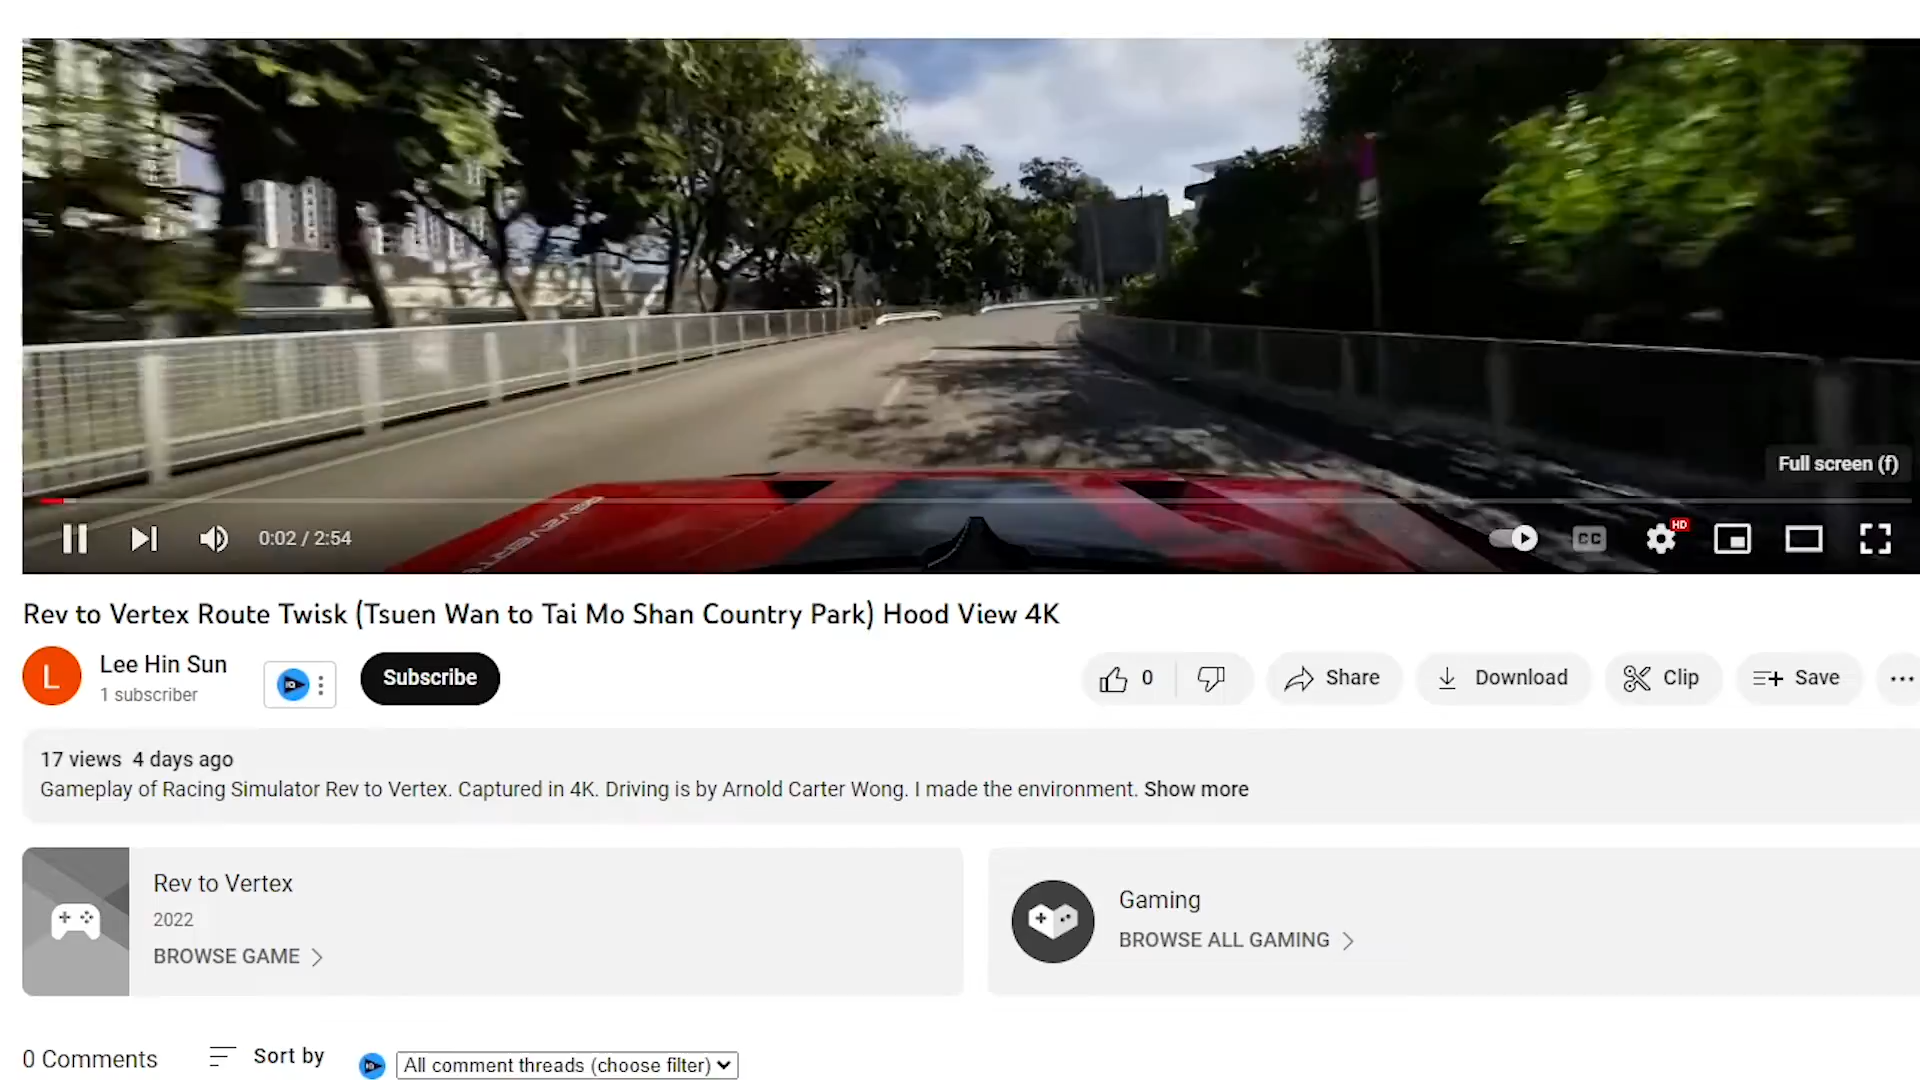 Full screen (f)
0:02 / 2:54
CC
HD
Rev to Vertex Route Twisk (Tsuen Wan to Tai Mo Shan Country Park) Hood View 4K
L
Lee Hin Sun
1 subscriber
Subscribe
0
Share
Download
Clip
Save
17 views 4 days ago
Gameplay of Racing Simulator Rev to Vertex. Captured in 4K. Driving is by Arnold Carter Wong. I made the environment. Show more
Rev to Vertex
2022
BROWSE GAME
Gaming
BROWSE ALL GAMING
0 Comments
Sort by
All comment threads (choose filter)